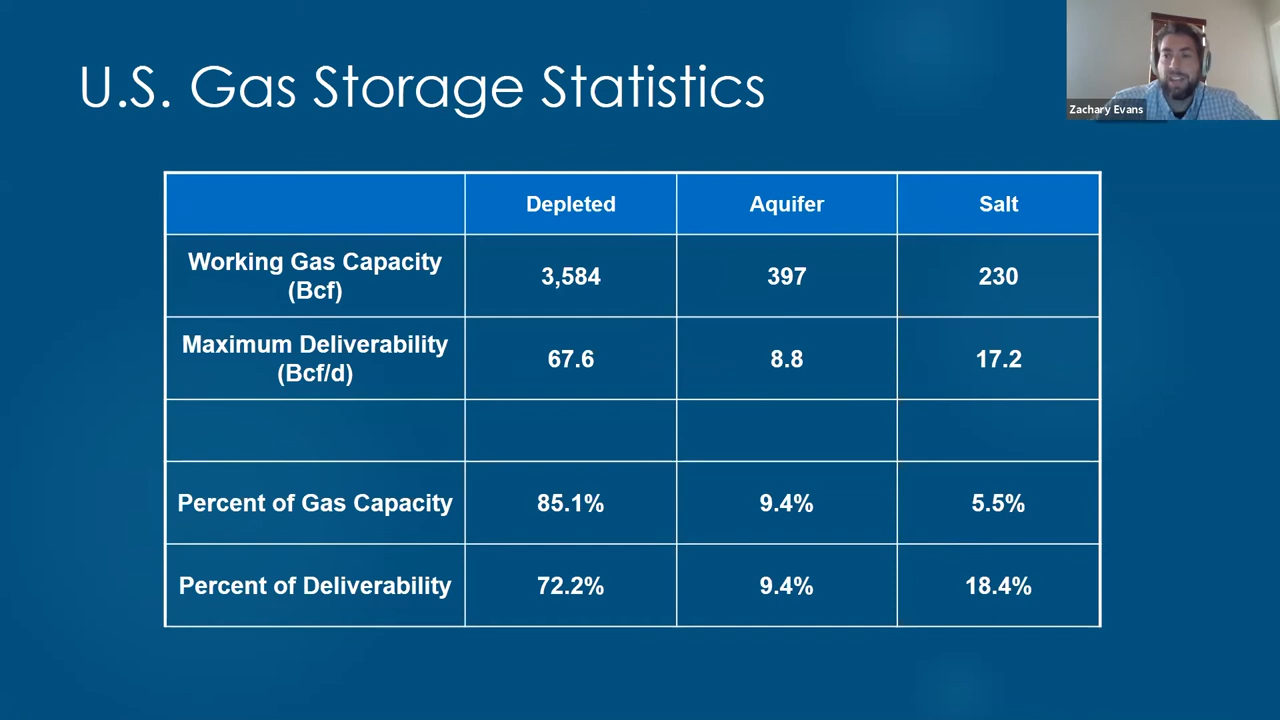 U.S. Gas Storage Statistics
Zachary Evans
Depleted Aquifer Salt
Working Gas Capacity
(Bcf)
3,584 397 230
Maximum Deliverability
(Bcf/d)
67.6 8.8 17.2
Percent of Gas Capacity 85.1% 9.4% 5.5%
Percent of Deliverability 72.2% 9.4% 18.4%